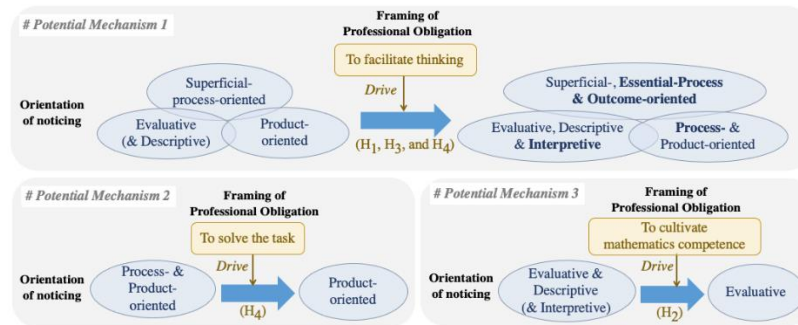 # Potential Mechanism 1
Framing of
Professional Obligation
To facilitate thinking
Drive
(H1, H3, and H4)
Orientation
of noticing
Superficial-
process-oriented
Evaluative
(& Descriptive)
Product-
oriented
Superficial-, Essential-Process
& Outcome-oriented
Evaluative, Descriptive
& Interpretive
Process- &
Product-oriented
# Potential Mechanism 2
Framing of
Professional Obligation
To solve the task
Drive
(H4)
Orientation
of noticing
Process- &
Product-
oriented
Product-
oriented
# Potential Mechanism 3
Framing of
Professional Obligation
To cultivate
mathematics competence
Drive
(H2)
Orientation
of noticing
Evaluative &
Descriptive
(& Interpretive)
Evaluative